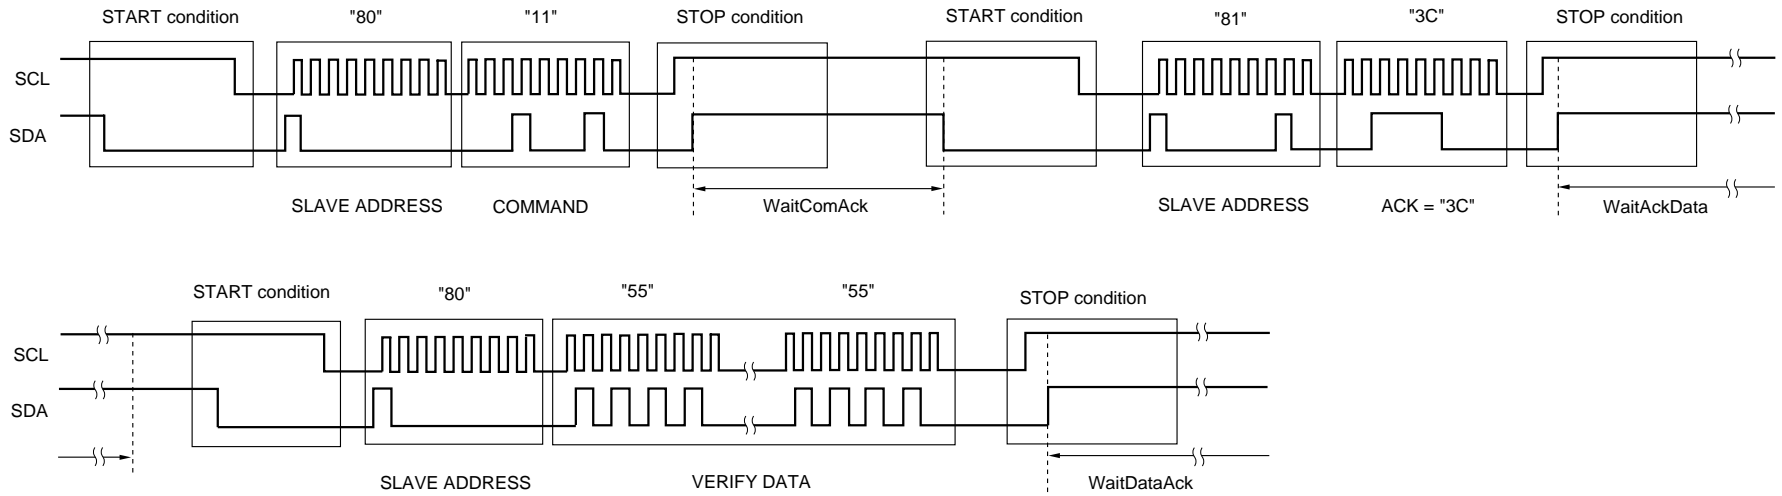 START condition "80" "11" STOP condition START condition "81" "3C" STOP condition
SCL
SDA
SLAVE ADDRESS COMMAND WaitComAck SLAVE ADDRESS ACK = "3C" WaitAckData
START condition "80" "55" "55" STOP condition
SCL
SDA
SLAVE ADDRESS VERIFY DATA WaitDataAck